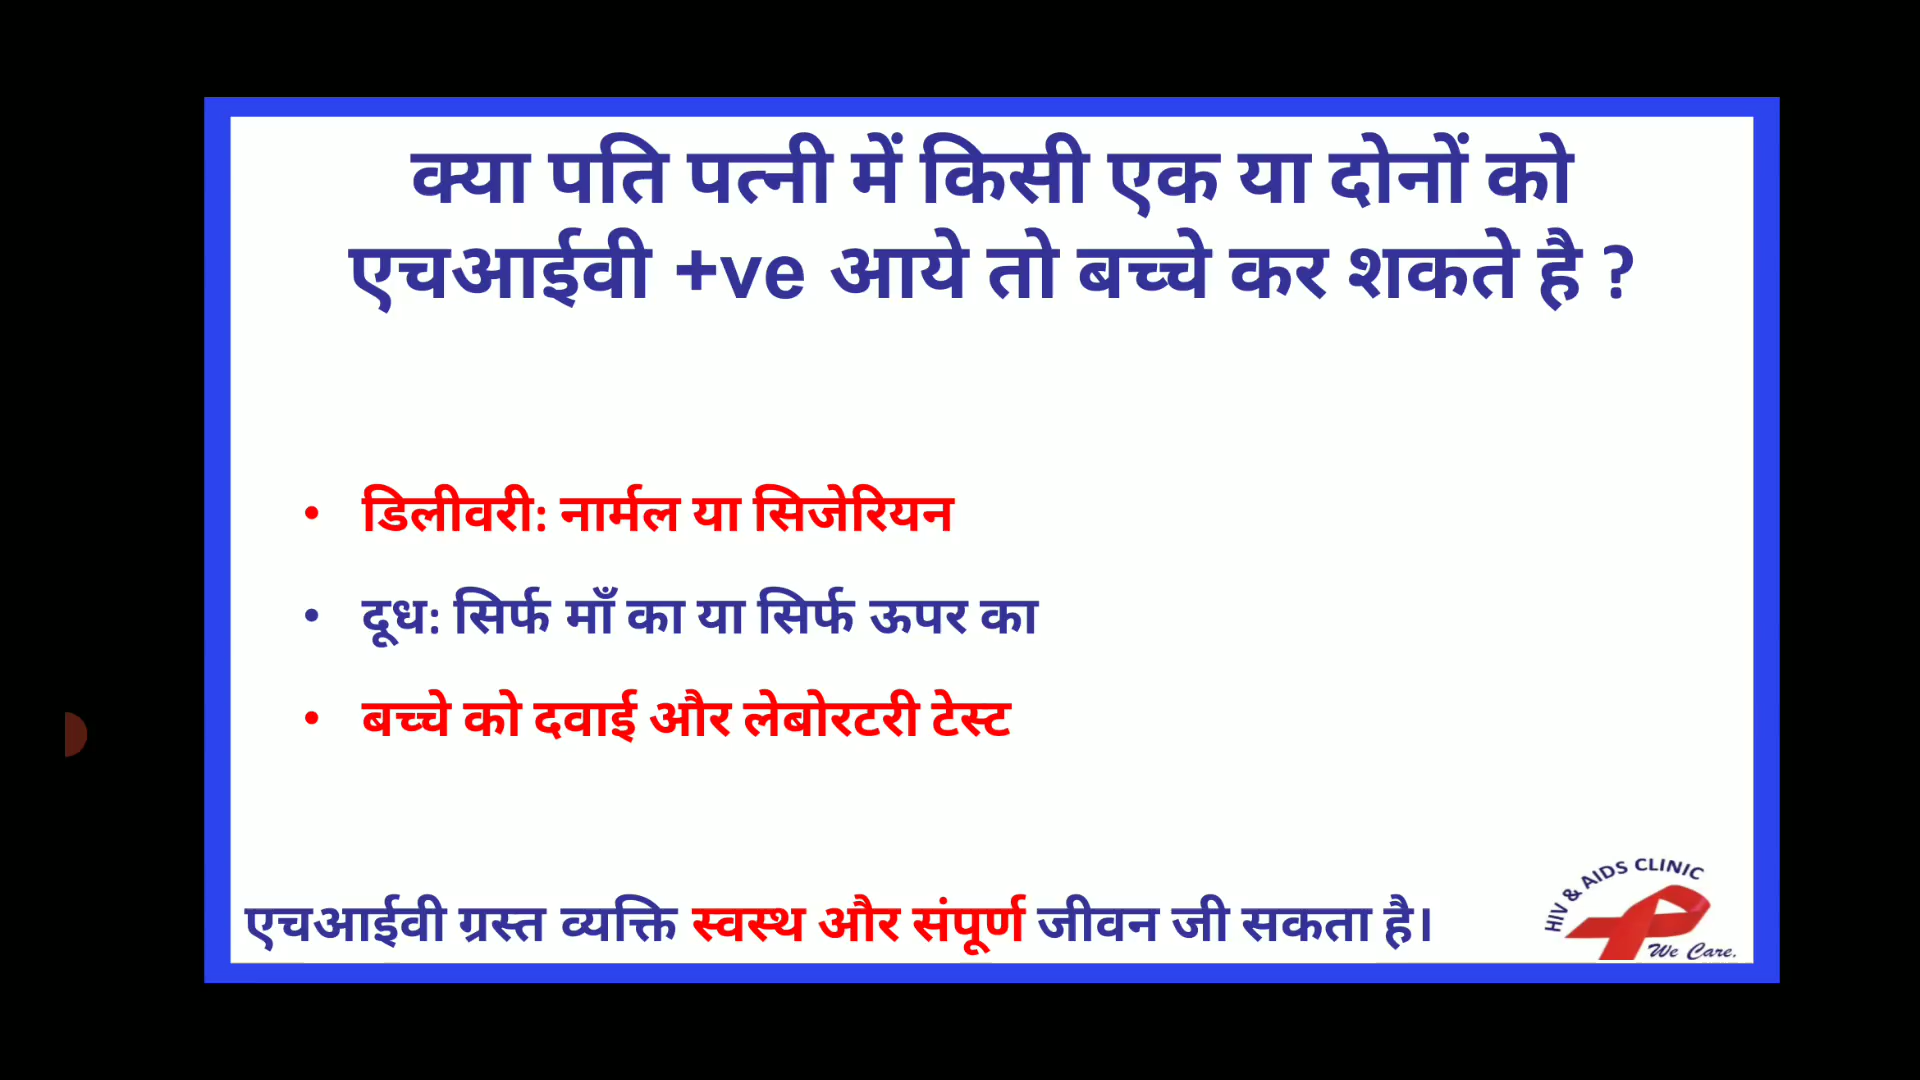 क्या पति पत्नी में किसी एक या दोनों को
एचआईवी +ve आये तो बच्चे कर शकते है ?
• डिलीवरी: नार्मल या सिजेरियन
• दूध: सिर्फ माँ का या सिर्फ ऊपर का
• बच्चे को दवाई और लेबोरटरी टेस्ट
एचआईवी ग्रस्त व्यक्ति स्वस्थ और संपूर्ण जीवन जी सकता है।
HIV & AIDS CLINIC
We Care.